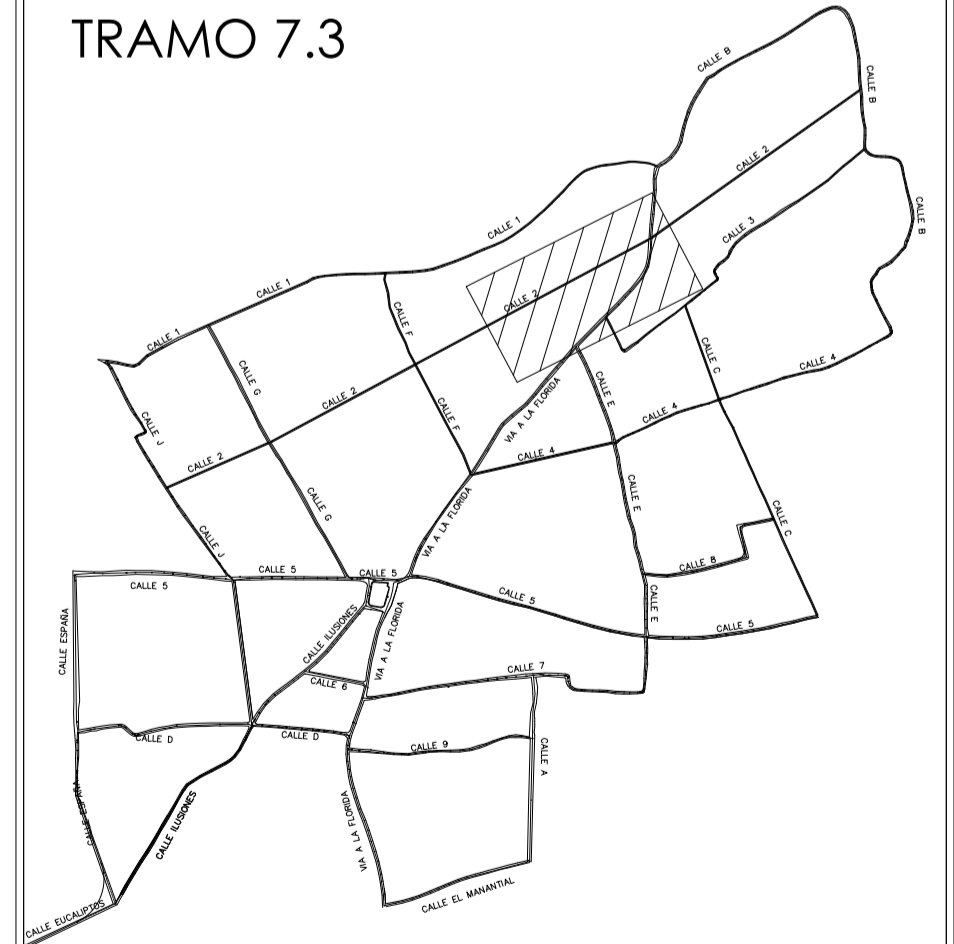 TRAMO 7.3
CALLE B
CALLE B
CALLE 2
CALLE B
CALLE 3
CALLE 1
CALLE 1
CALLE 2
CALLE F
CALLE 1
CALLE C
CALLE 4
CALLE G
CALLE E
CALLE 2
VIA A LA FLORIDA
CALLE F
CALLE 4
CALLE J
CALLE 4
CALLE 2
CALLE E
CALLE G
VIA A LA FLORIDA
CALLE C
CALLE J
CALLE 8
CALLE 5
CALLE 5
CALLE 5
CALLE 5
CALLE E
CALLE 5
CALLE ESPAÑA
CALLE ILUSIONES
VIA A LA FLORIDA
CALLE 7
CALLE 6
CALLE D
CALLE D
CALLE 9
CALLE A
CALLE ESPAÑA
CALLE ILUSIONES
VIA A LA FLORIDA
CALLE EL MANANTIAL
CALLE EUCALIPTOS